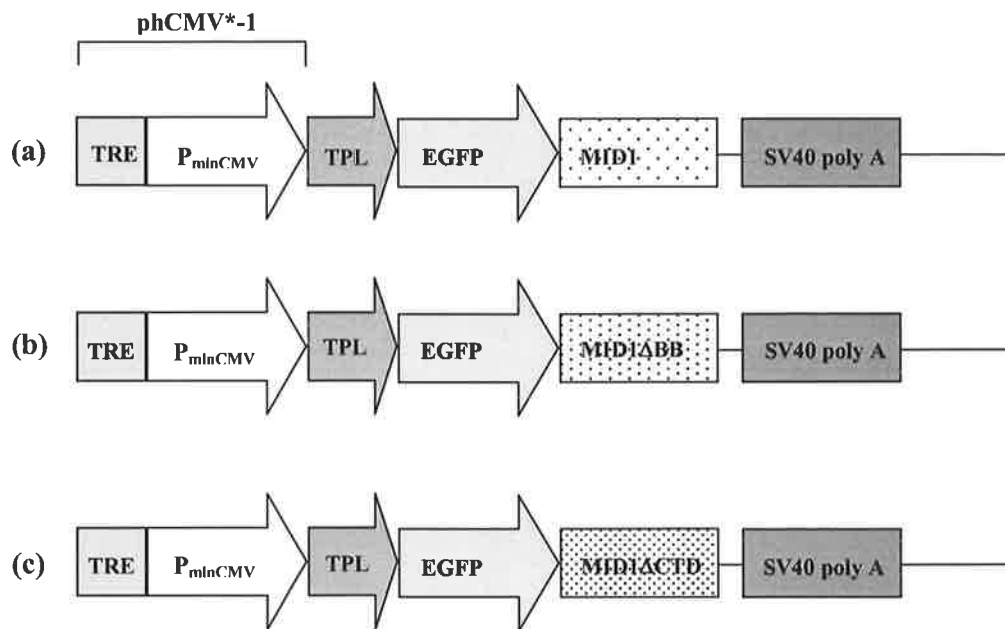 phCMV*-1
(a) TRE PminCMV TPL EGFP MID1 SV40 poly A
(b) TRE PminCMV TPL EGFP MID1ΔBB SV40 poly A
(c) TRE PminCMV TPL EGFP MID1ΔCTD SV40 poly A